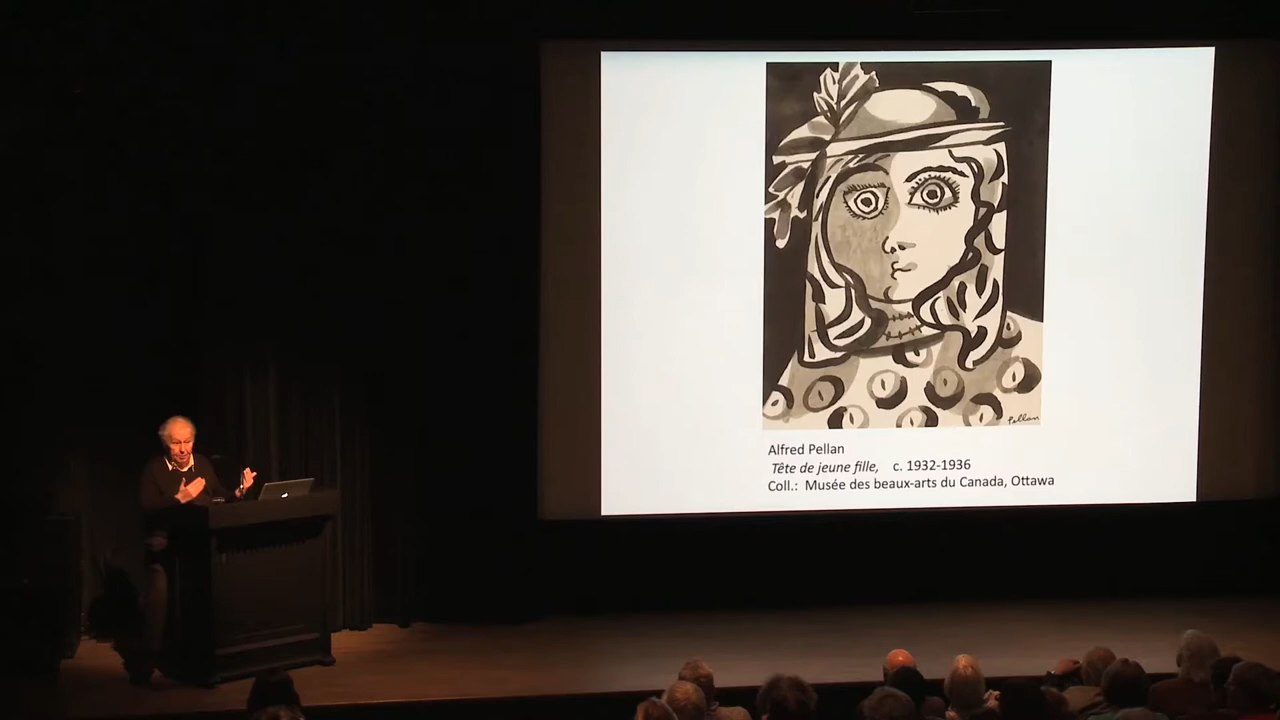 Pellan
Alfred Pellan
Tête de jeune fille, c. 1932-1936
Coll.: Musée des beaux-arts du Canada, Ottawa